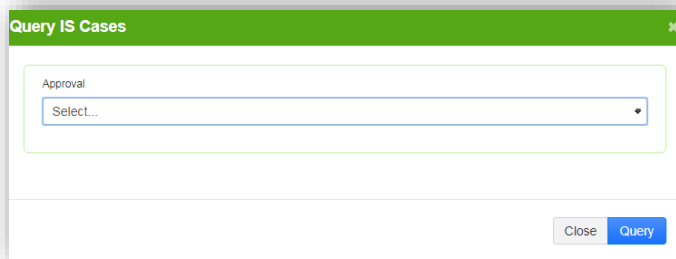 Query IS Cases
Approval
Select...
Close Query